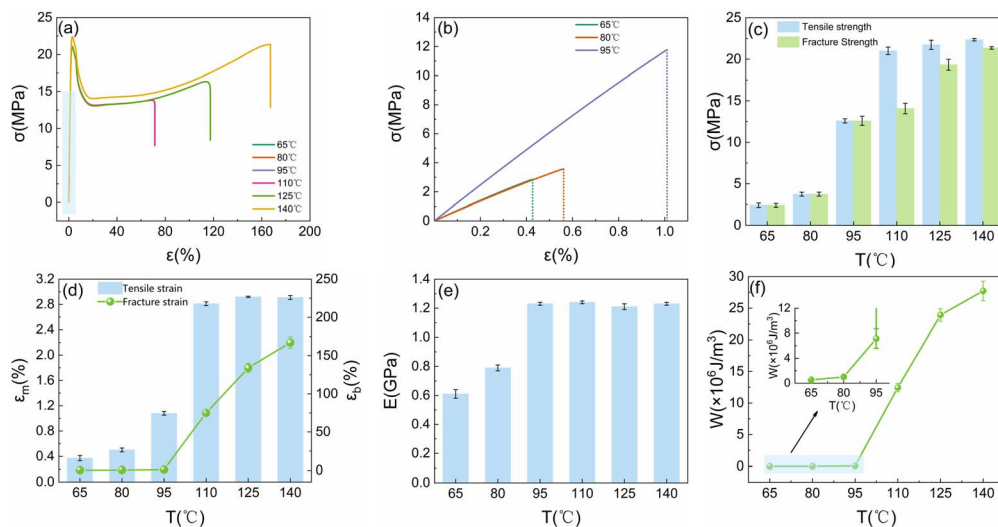 (a)
σ(MPa)
25
20
15
10
5
0
65℃
80℃
95℃
110℃
125℃
140℃
0 40 80 120 160 200
ε(%)
(b)
σ(MPa)
14
12
10
8
6
4
2
0
65℃
80℃
95℃
0.2 0.4 0.6 0.8 1.0
ε(%)
(c)
σ(MPa)
25
20
15
10
5
0
Tensile strength
Fracture Strength
65 80 95 110 125 140
T(℃)
(d)
εm(%)
3.2
2.8
2.4
2.0
1.6
1.2
0.8
0.4
0.0
Tensile strain
Fracture strain
250
200
150
100
50
0
εb(%)
65 80 95 110 125 140
T(℃)
(e)
E(GPa)
1.4
1.2
1.0
0.8
0.6
0.4
0.2
0.0
65 80 95 110 125 140
T(℃)
(f)
W(×10⁶J/m³)
30
25
20
15
10
5
0
W(×10⁶J/m³)
12
8
4
0
65 80 95
T(℃)
65 80 95 110 125 140
T(℃)